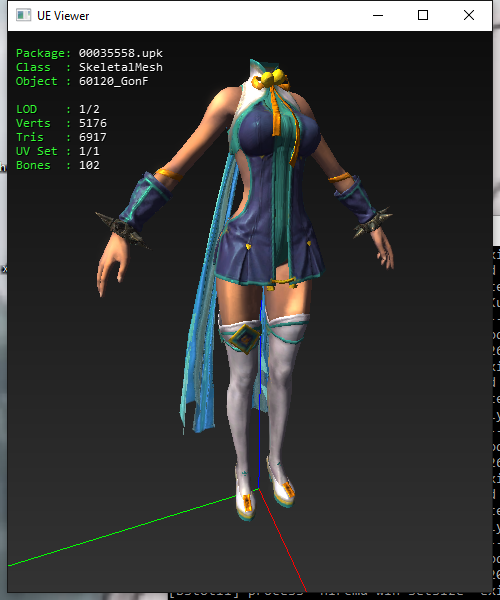 UE Viewer
Package: 00035558.upk
Class  : SkeletalMesh
Object : 60120_GonF
LOD    : 1/2
Verts  : 5176
Tris   : 6917
UV Set : 1/1
Bones  : 102